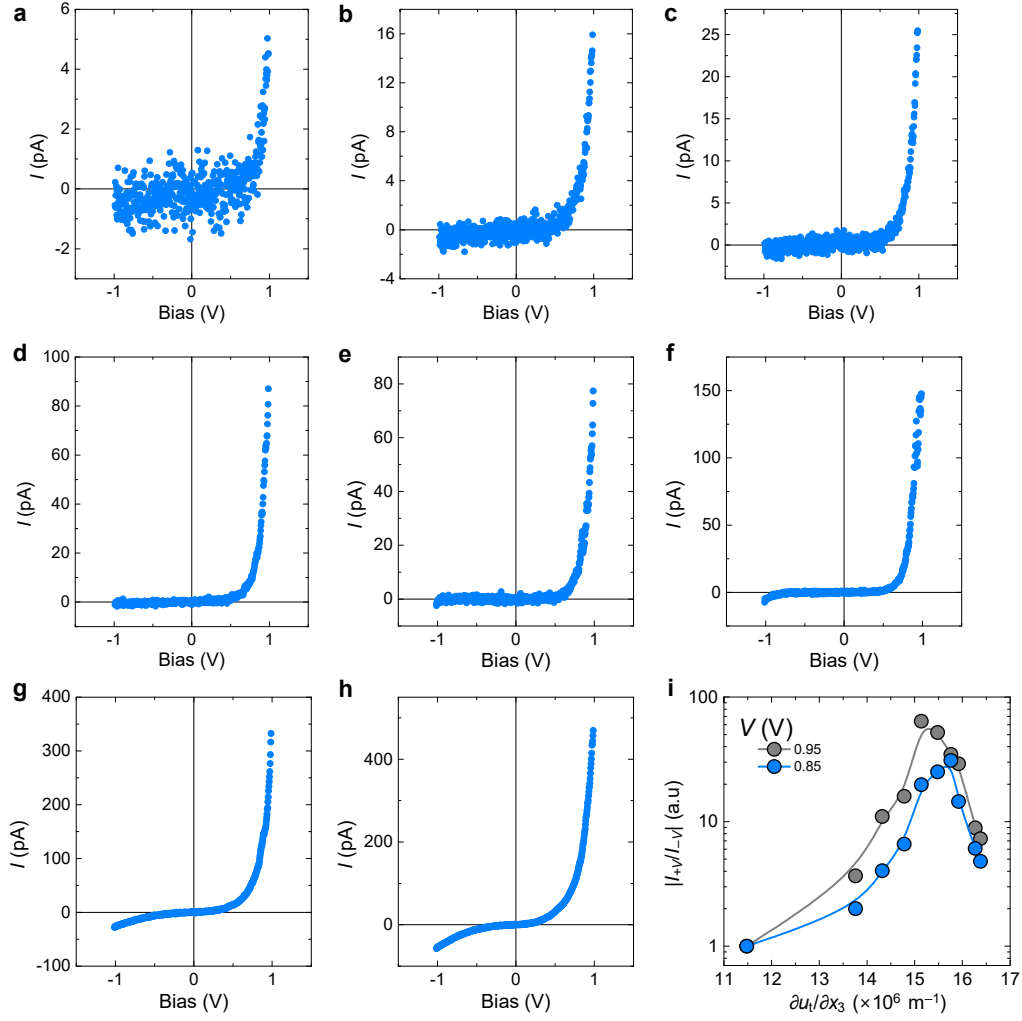 a
6
4
2
0
-2
I (pA)
-1
0
1
Bias (V)
b
16
12
8
4
0
-4
I (pA)
-1
0
1
Bias (V)
c
25
20
15
10
5
0
I (pA)
-1
0
1
Bias (V)
d
100
80
60
40
20
0
I (pA)
-1
0
1
Bias (V)
e
80
60
40
20
0
I (pA)
-1
0
1
Bias (V)
f
150
100
50
0
I (pA)
-1
0
1
Bias (V)
g
400
300
200
100
0
-100
I (pA)
-1
0
1
Bias (V)
h
400
200
0
I (pA)
-1
0
1
Bias (V)
i
100
10
1
|I+V/I−V| (a.u)
V (V)
0.95
0.85
11 12 13 14 15 16 17
∂uₜ/∂x₃ (×10⁶ m⁻¹)